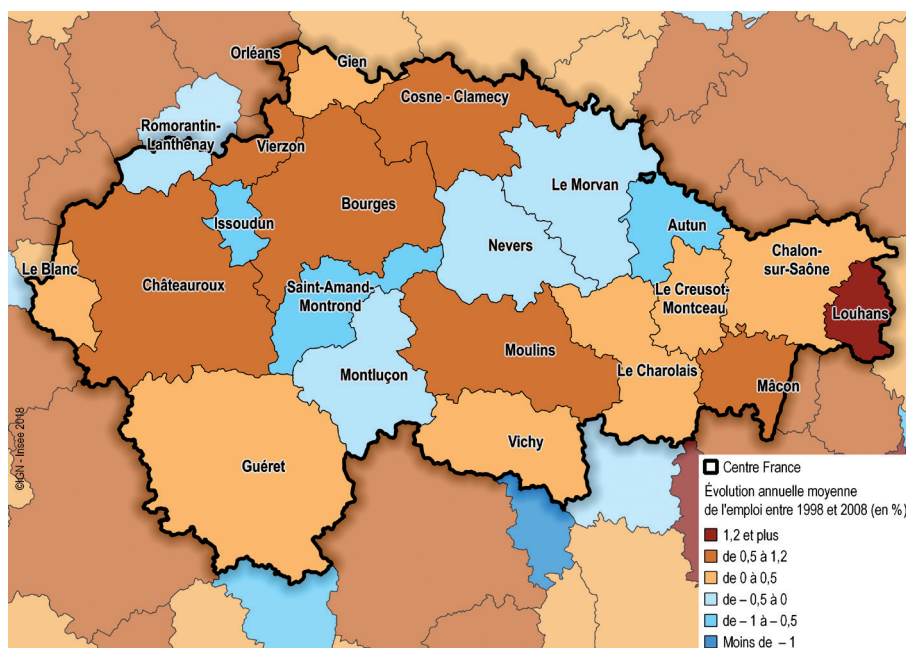 Orléans
Gien
Cosne - Clamecy
Romorantin-
Lanthenay
Vierzon
Le Morvan
Bourges
Issoudun
Autun
Nevers
Chalon-
sur-Saône
Le Blanc
Châteauroux
Saint-Amand-
Montrond
Le Creusot-
Montceau
Louhans
Moulins
Le Charolais
Montluçon
Mâcon
Vichy
Guéret
©IGN - Insée 2018
Centre France
Évolution annuelle moyenne
de l'emploi entre 1998 et 2008 (en %)
1,2 et plus
de 0,5 à 1,2
de 0 à 0,5
de – 0,5 à 0
de – 1 à – 0,5
Moins de – 1